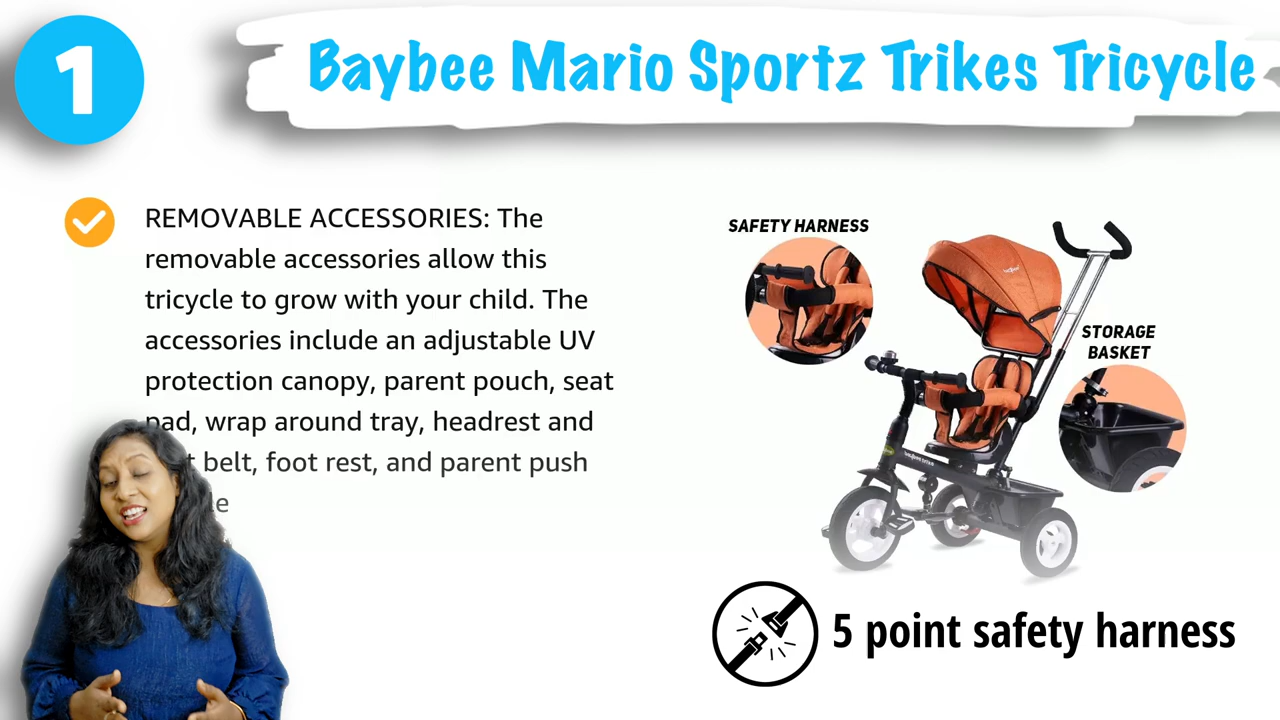 1
Baybee Mario Sportz Trikes Tricycle
REMOVABLE ACCESSORIES: The
removable accessories allow this
tricycle to grow with your child. The
accessories include an adjustable UV
protection canopy, parent pouch, seat
pad, wrap around tray, headrest and
belt, foot rest, and parent push
SAFETY HARNESS
STORAGE
BASKET
5 point safety harness